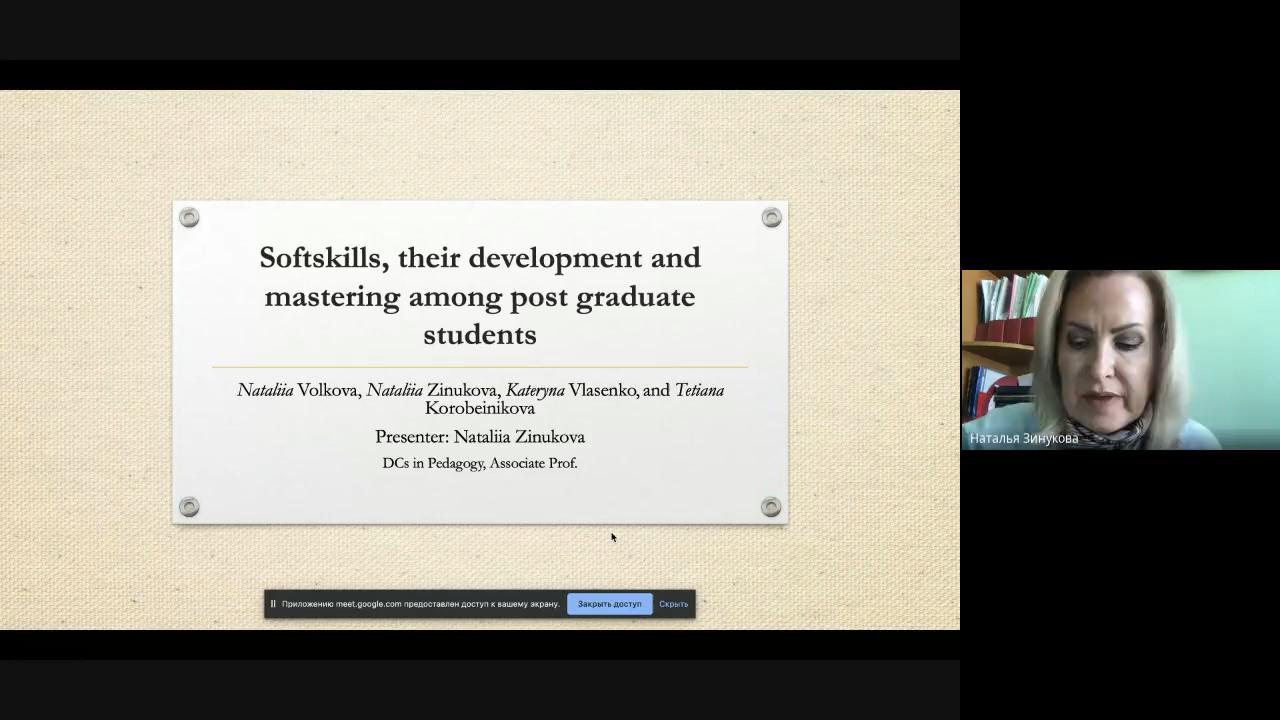 Softskills, their development and
mastering among post graduate
students
Nataliia Volkova, Nataliia Zinukova, Kateryna Vlasenko, and Tetiana
Korobeinikova
Presenter: Nataliia Zinukova
DCs in Pedagogy, Associate Prof.
Приложению meet.google.com предоставлен доступ к вашему экрану. Закрыть доступ Скрыть
Наталья Зинукова